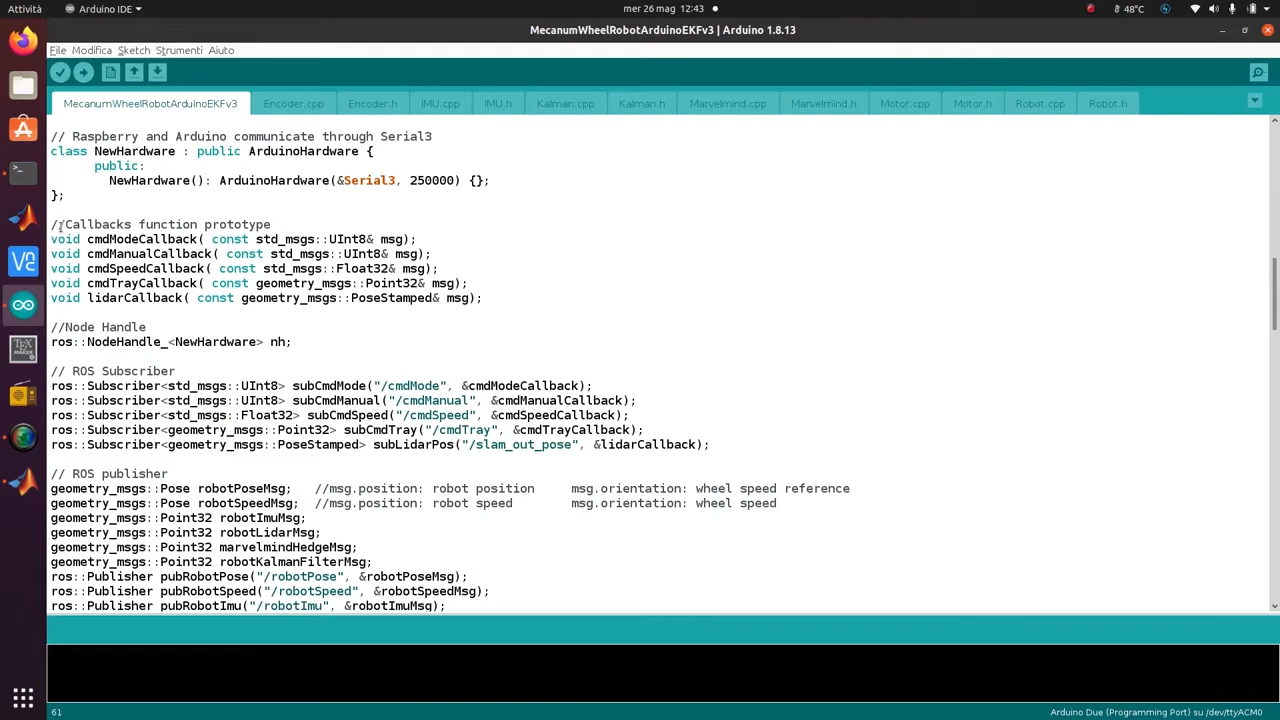 Attività
Arduino IDE
mer 26 mag 12:43
48°C
MecanumWheelRobotArduinoEKFv3 | Arduino 1.8.13
File Modifica Sketch Strumenti Aiuto
MecanumWheelRobotArduinoEKFv3 Encoder.cpp Encoder.h IMU.cpp IMU.h Kalman.cpp Kalman.h Marvelmind.cpp Marvelmind.h Motor.cpp Motor.h Robot.cpp Robot.h
// Raspberry and Arduino communicate through Serial3
class NewHardware : public ArduinoHardware {
public:
NewHardware(): ArduinoHardware(&Serial3, 250000) {};
};
//Callbacks function prototype
void cmdModeCallback( const std_msgs::UInt8& msg);
void cmdManualCallback( const std_msgs::UInt8& msg);
void cmdSpeedCallback( const std_msgs::Float32& msg);
void cmdTrayCallback( const geometry_msgs::Point32& msg);
void lidarCallback( const geometry_msgs::PoseStamped& msg);
//Node Handle
ros::NodeHandle_<NewHardware> nh;
// ROS Subscriber
ros::Subscriber<std_msgs::UInt8> subCmdMode("/cmdMode", &cmdModeCallback);
ros::Subscriber<std_msgs::UInt8> subCmdManual("/cmdManual", &cmdManualCallback);
ros::Subscriber<std_msgs::Float32> subCmdSpeed("/cmdSpeed", &cmdSpeedCallback);
ros::Subscriber<geometry_msgs::Point32> subCmdTray("/cmdTray", &cmdTrayCallback);
ros::Subscriber<geometry_msgs::PoseStamped> subLidarPos("/slam_out_pose", &lidarCallback);
// ROS publisher
geometry_msgs::Pose robotPoseMsg; //msg.position: robot position msg.orientation: wheel speed reference
geometry_msgs::Pose robotSpeedMsg; //msg.position: robot speed msg.orientation: wheel speed
geometry_msgs::Point32 robotImuMsg;
geometry_msgs::Point32 robotLidarMsg;
geometry_msgs::Point32 marvelmindHedgeMsg;
geometry_msgs::Point32 robotKalmanFilterMsg;
ros::Publisher pubRobotPose("/robotPose", &robotPoseMsg);
ros::Publisher pubRobotSpeed("/robotSpeed", &robotSpeedMsg);
ros::Publisher pubRobotImu("/robotImu", &robotImuMsg);
61
Arduino Due (Programming Port) su /dev/ttyACM0